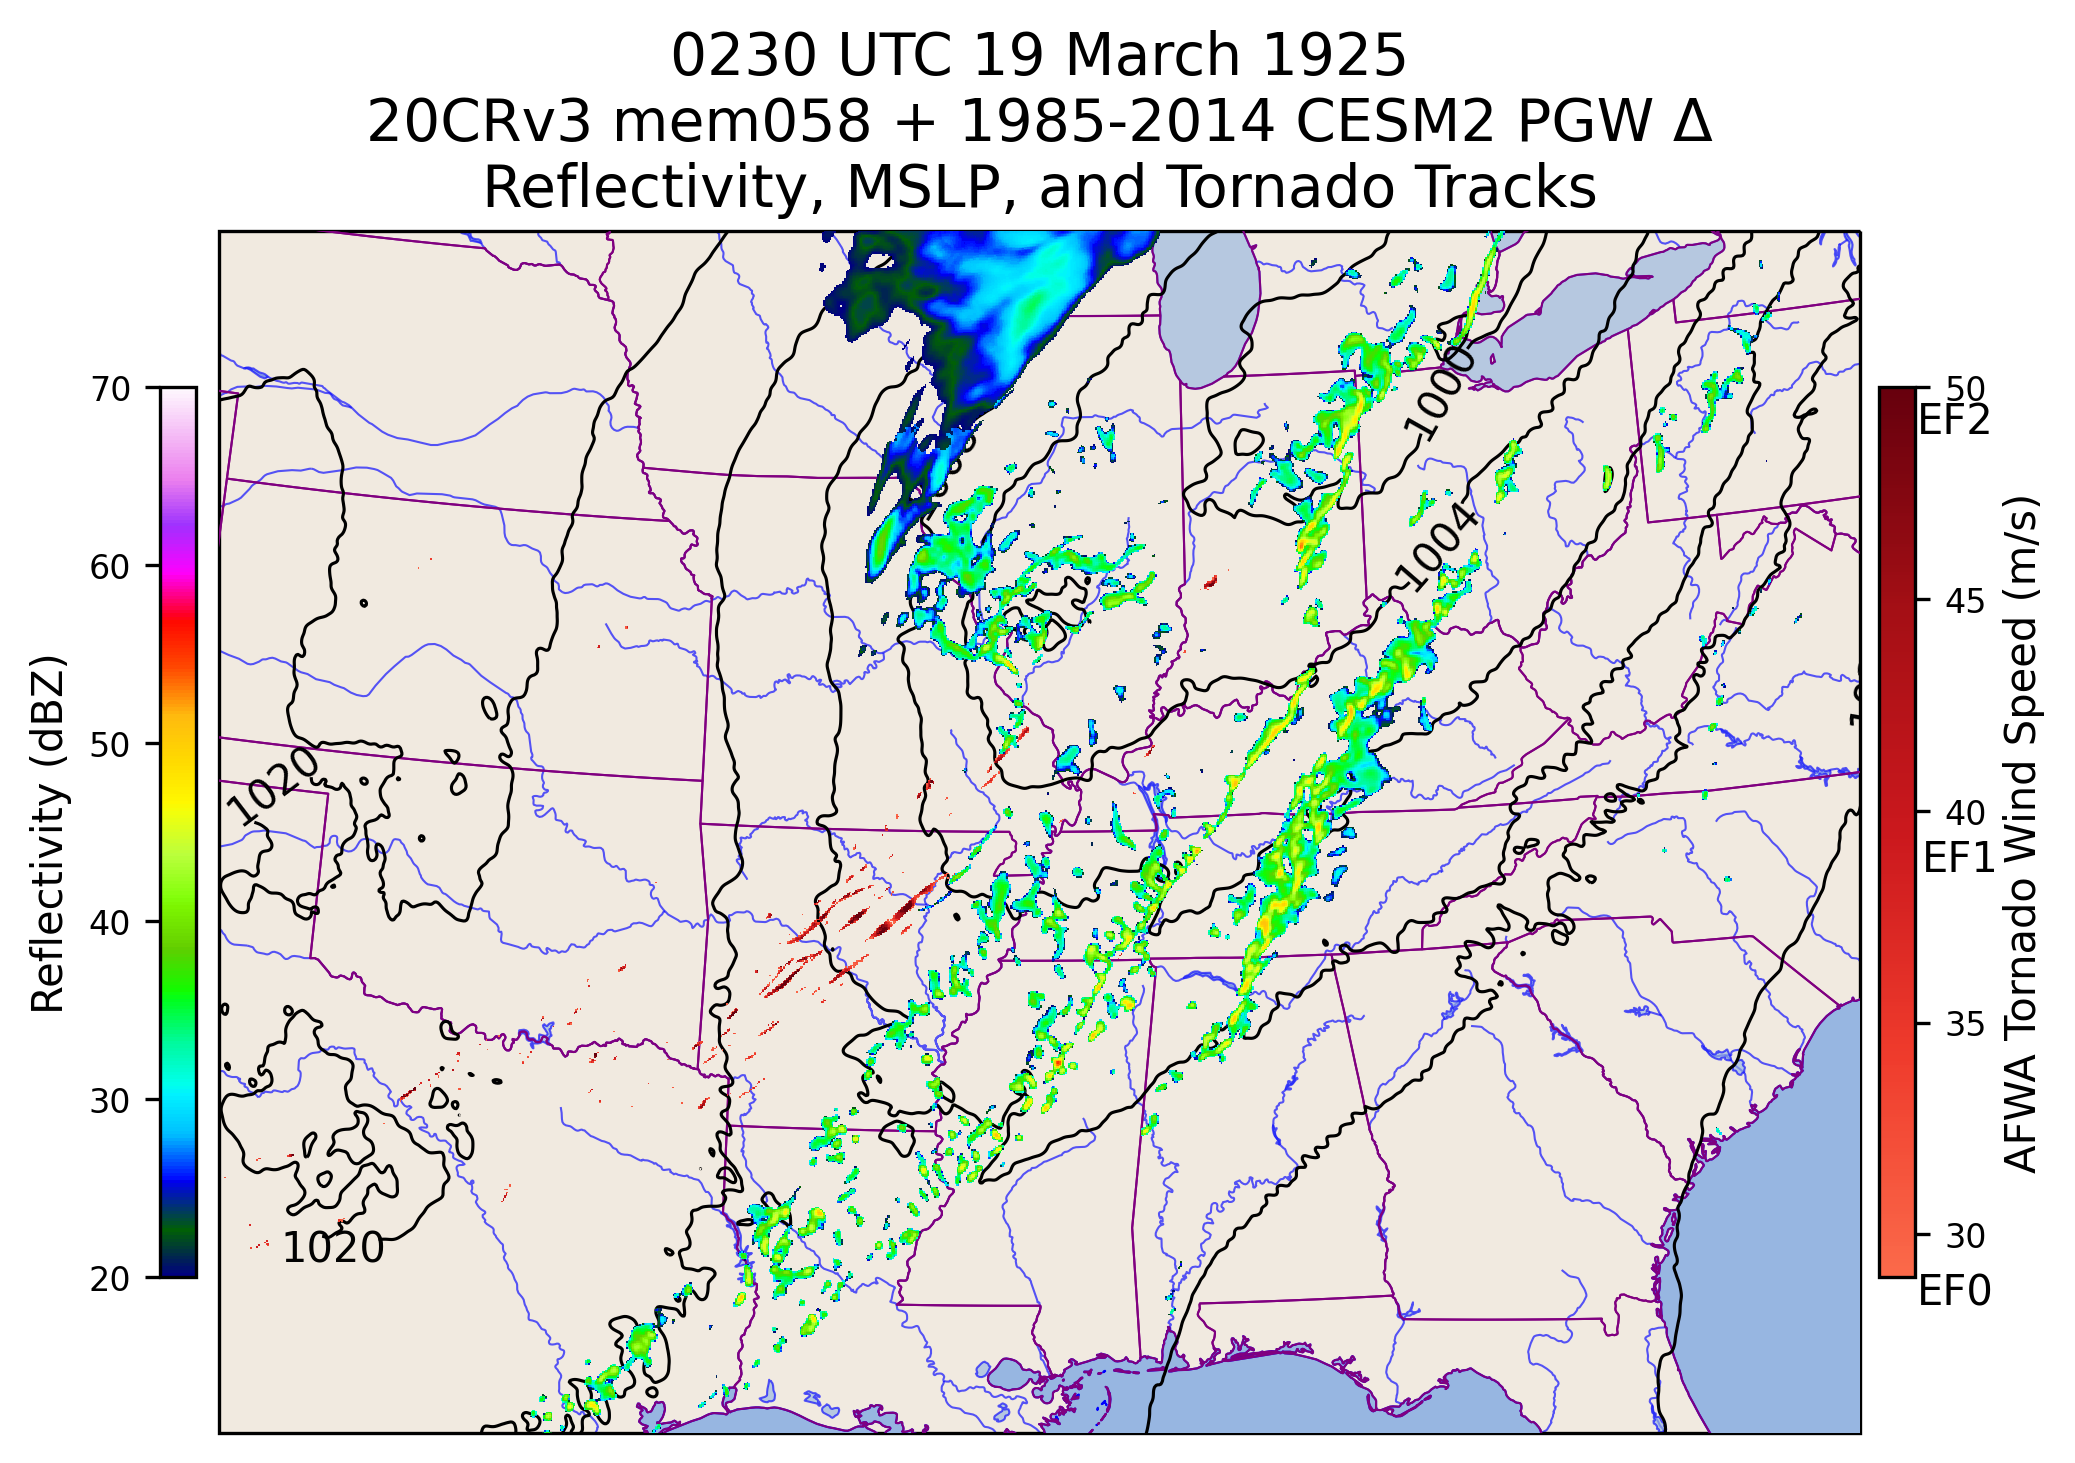 0230 UTC 19 March 1925
20CRv3 mem058 + 1985-2014 CESM2 PGW Δ
Reflectivity, MSLP, and Tornado Tracks
Reflectivity (dBZ)
70
60
50
40
30
20
1000
1004
1020
1020
50
EF2
45
40
EF1
35
30
EF0
AFWA Tornado Wind Speed (m/s)